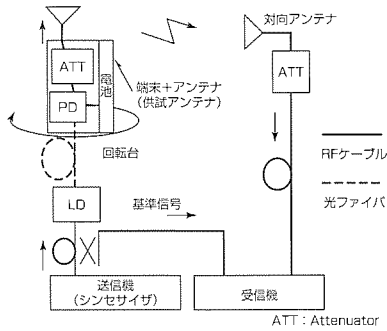 対向アンテナ
ATT
電池
端末+アンテナ
(供試アンテナ)
ATT
PD
回転台
RFケーブル
光ファイバ
LD
基準信号
送信機
(シンセサイザ)
受信機
ATT：Attenuator